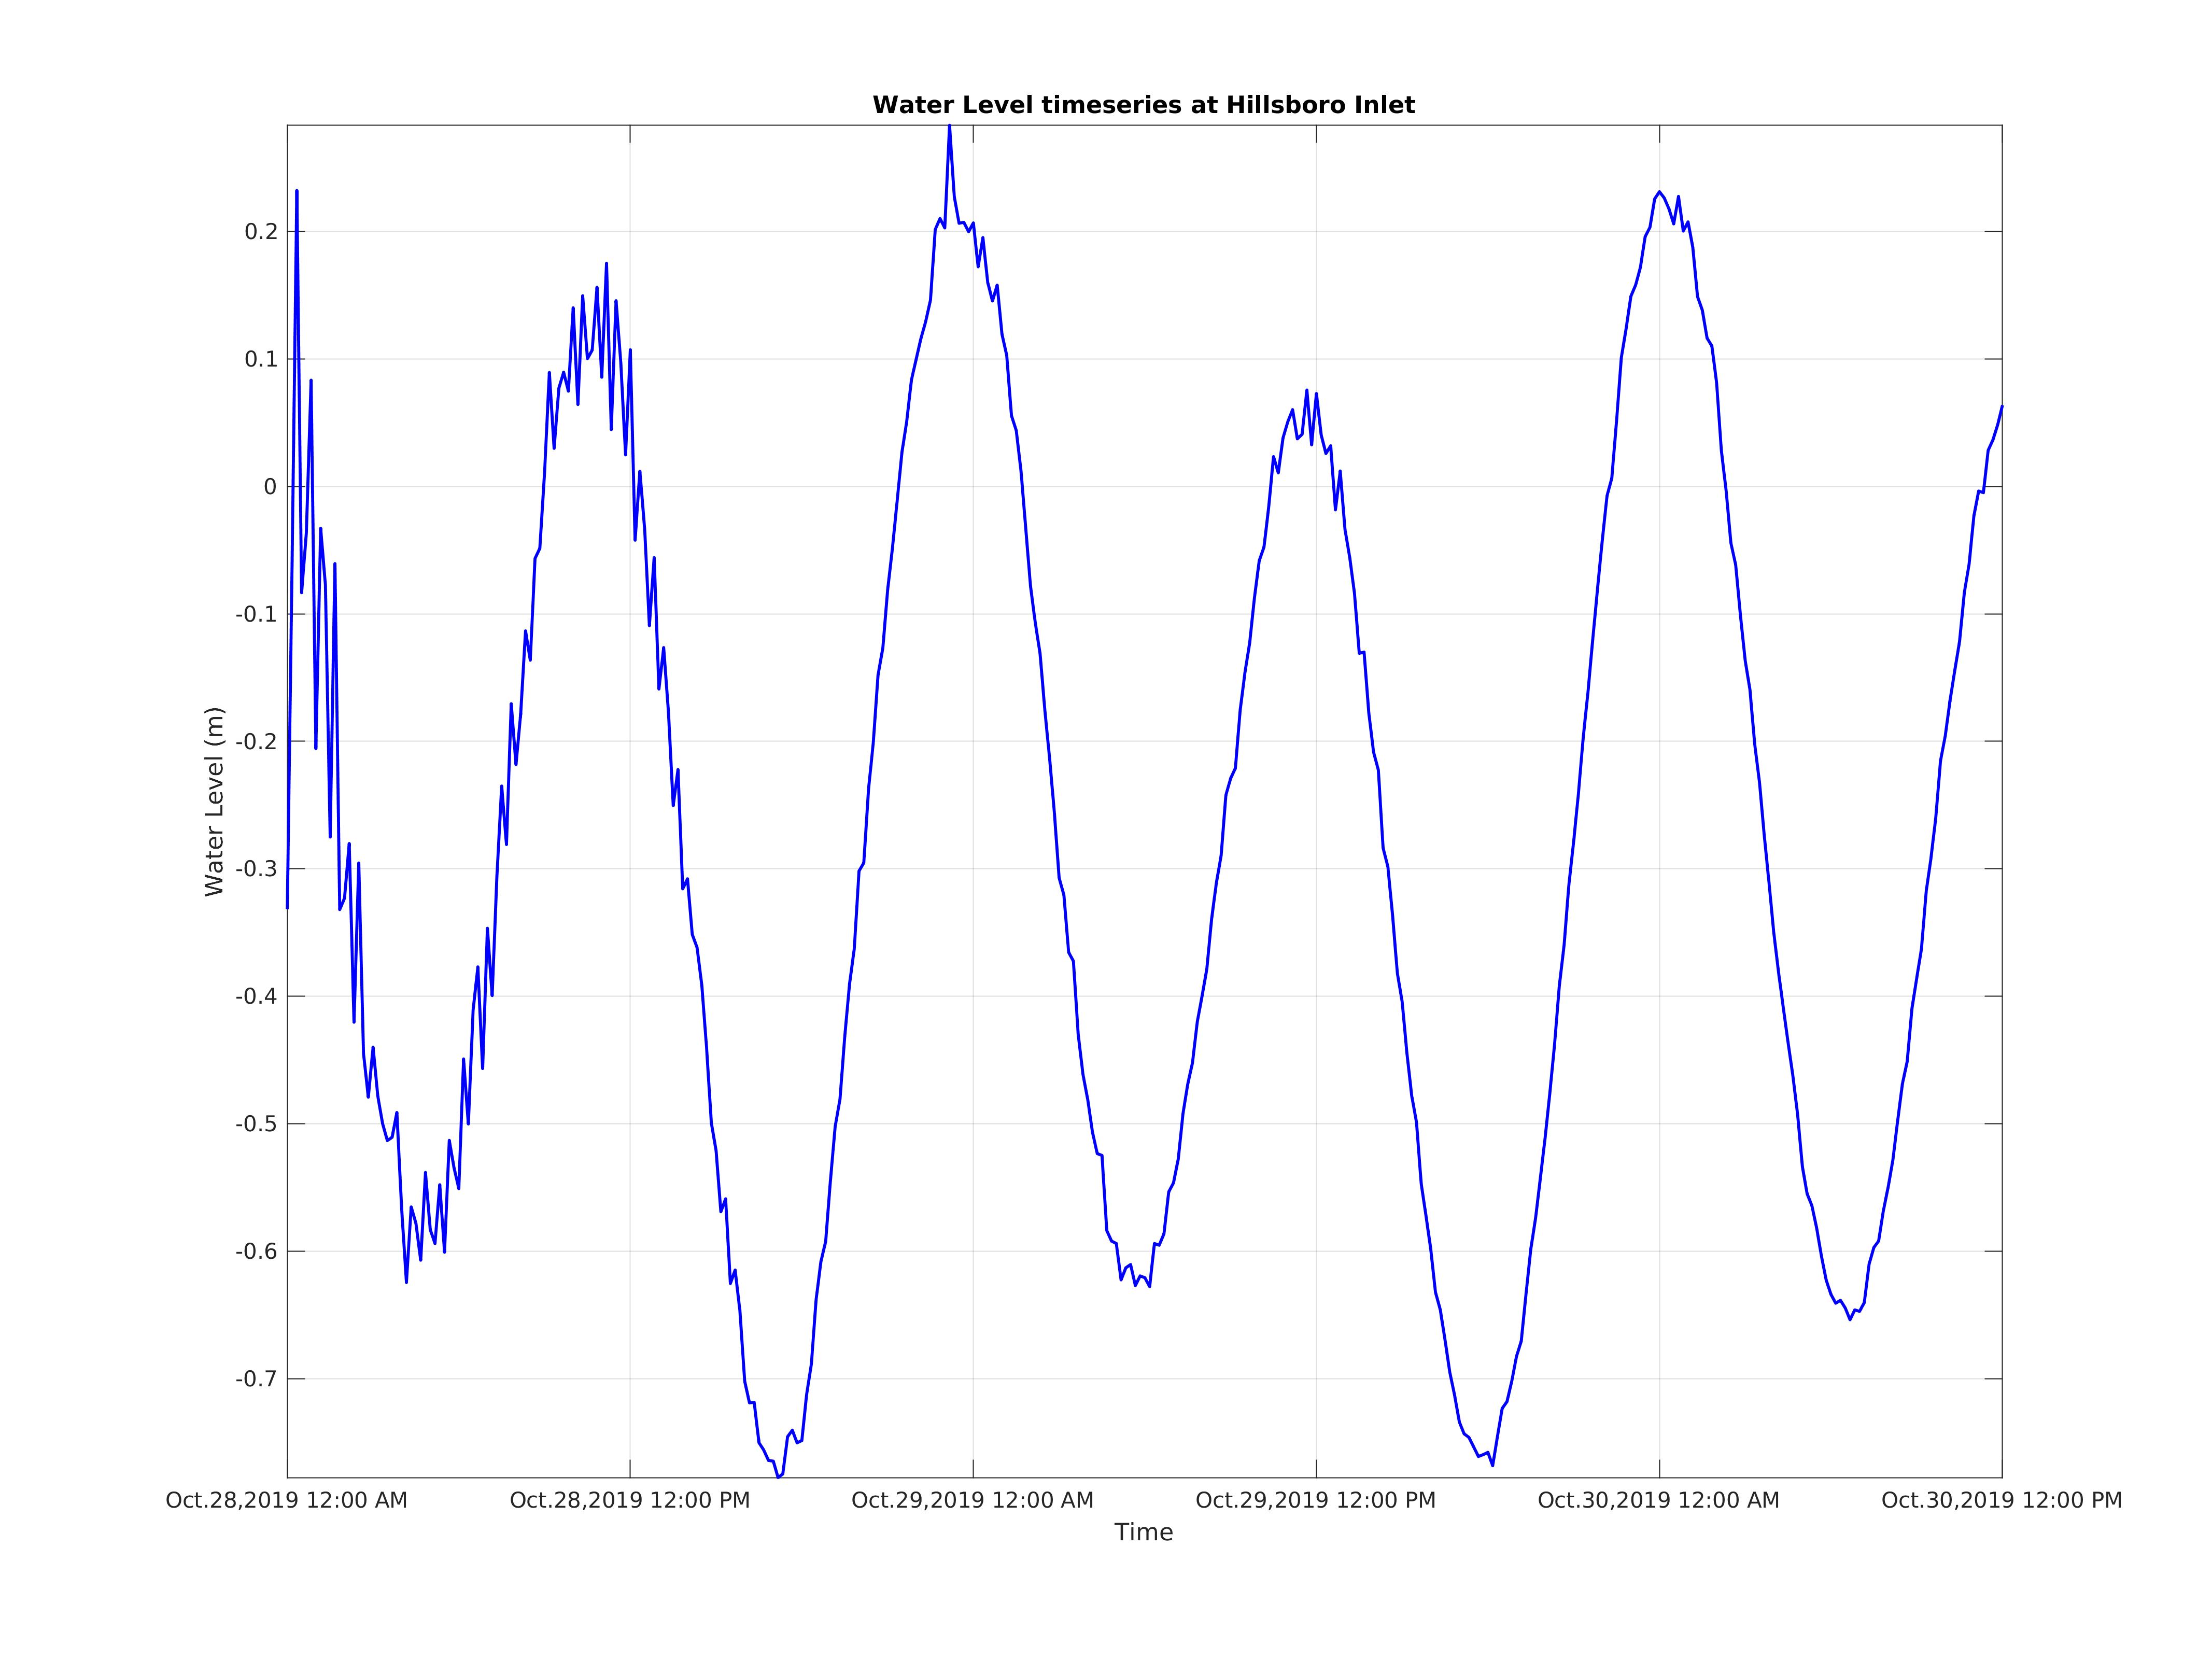 Water Level timeseries at Hillsboro Inlet
0.2
0.1
0
-0.1
-0.2
-0.3
-0.4
-0.5
-0.6
-0.7
Water Level (m)
Oct.28,2019 12:00 AM
Oct.28,2019 12:00 PM
Oct.29,2019 12:00 AM
Oct.29,2019 12:00 PM
Oct.30,2019 12:00 AM
Oct.30,2019 12:00 PM
Time